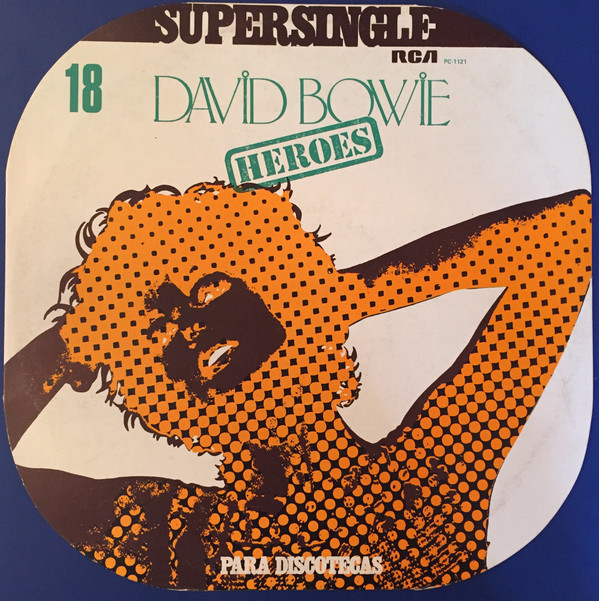 SUPERSINGLE
RCA PC-1121
18
DAVID BOWIE
HEROES
PARA DISCOTECAS